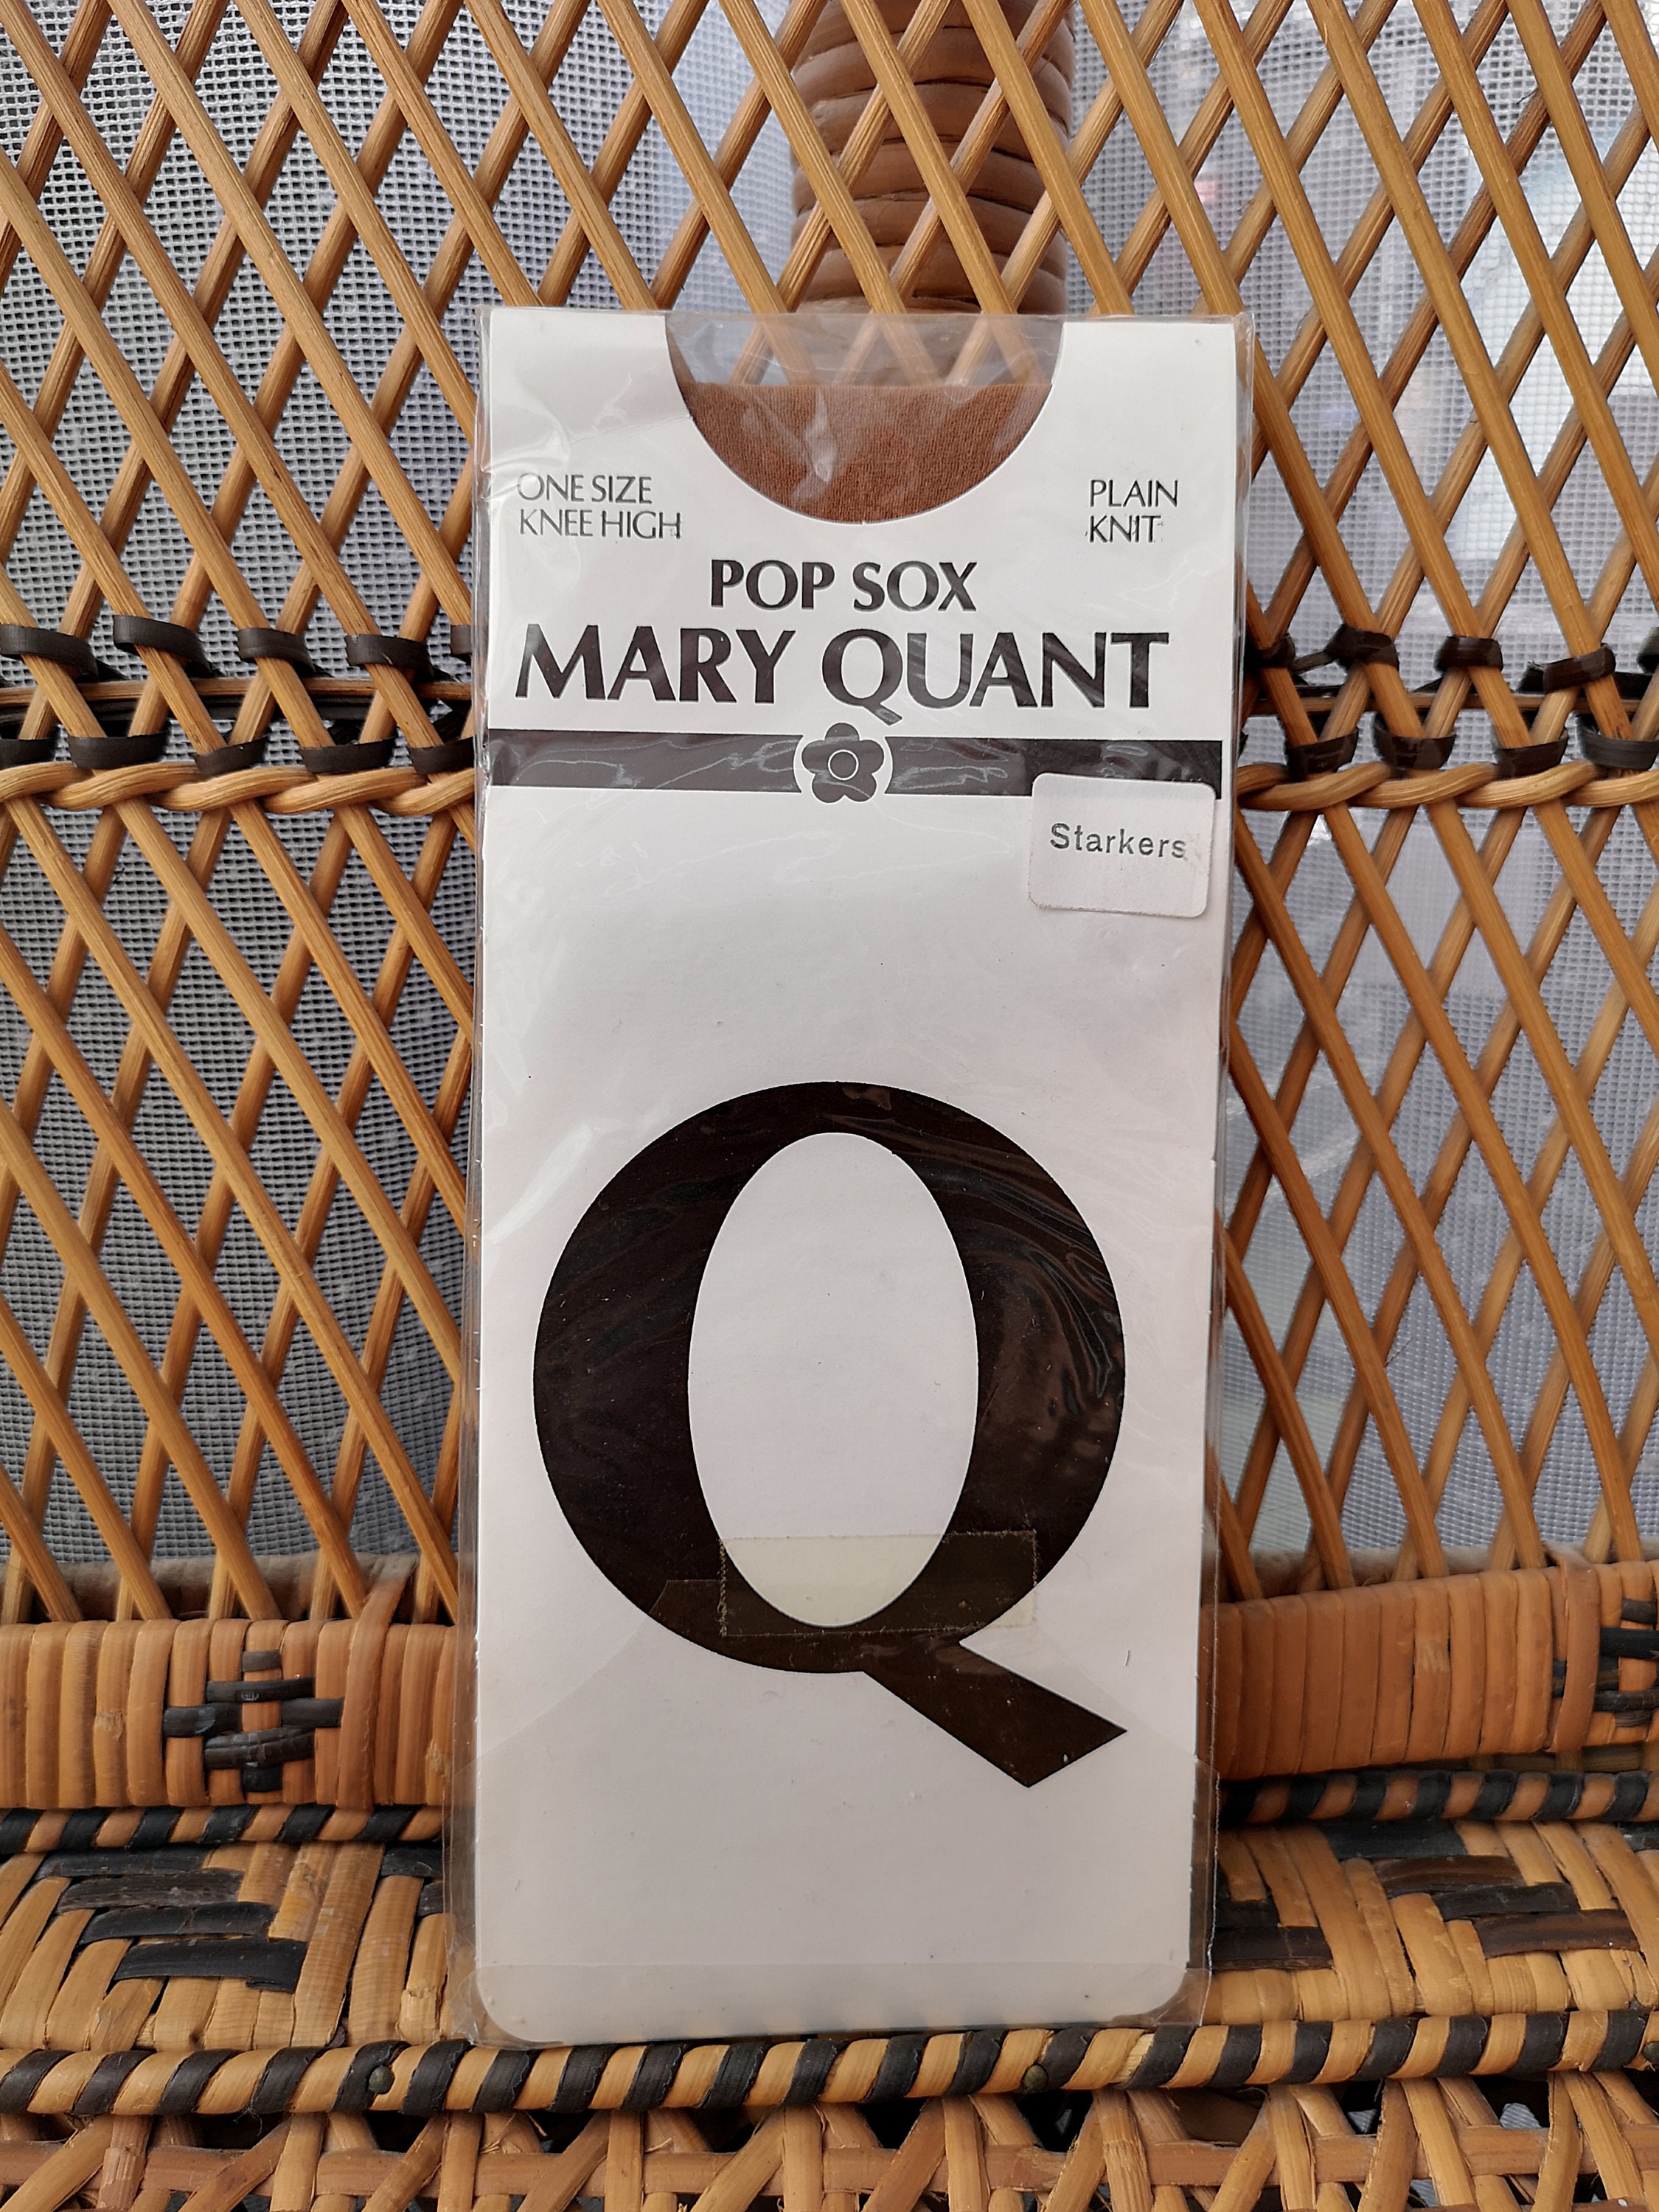 ONE SIZE
KNEE HIGH
PLAIN
KNIT
POP SOX
MARY QUANT
Starkers
Q